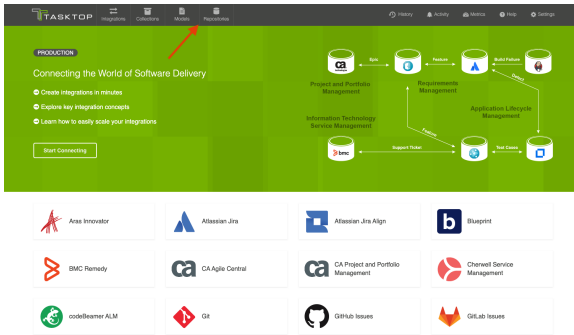 TASKTOP
Integrations
Collections
Models
Repositories
History
Activity
Metrics
Help
Settings
PRODUCTION
Connecting the World of Software Delivery
Create integrations in minutes
Explore key integration concepts
Learn how to easily scale your integrations
Start Connecting
ca
Epic
Feature
Build Failure
Defect
Project and Portfolio
Management
Requirements
Management
Application Lifecycle
Management
Information Technology
Service Management
Feature
bmc
Support Ticket
Test Cases
Aras Innovator
Atlassian Jira
Atlassian Jira Align
b
Blueprint
BMC Remedy
ca
CA Agile Central
ca
CA Project and Portfolio
Management
Cherwell Service
Management
codeBeamer ALM
Git
GitHub Issues
GitLab Issues